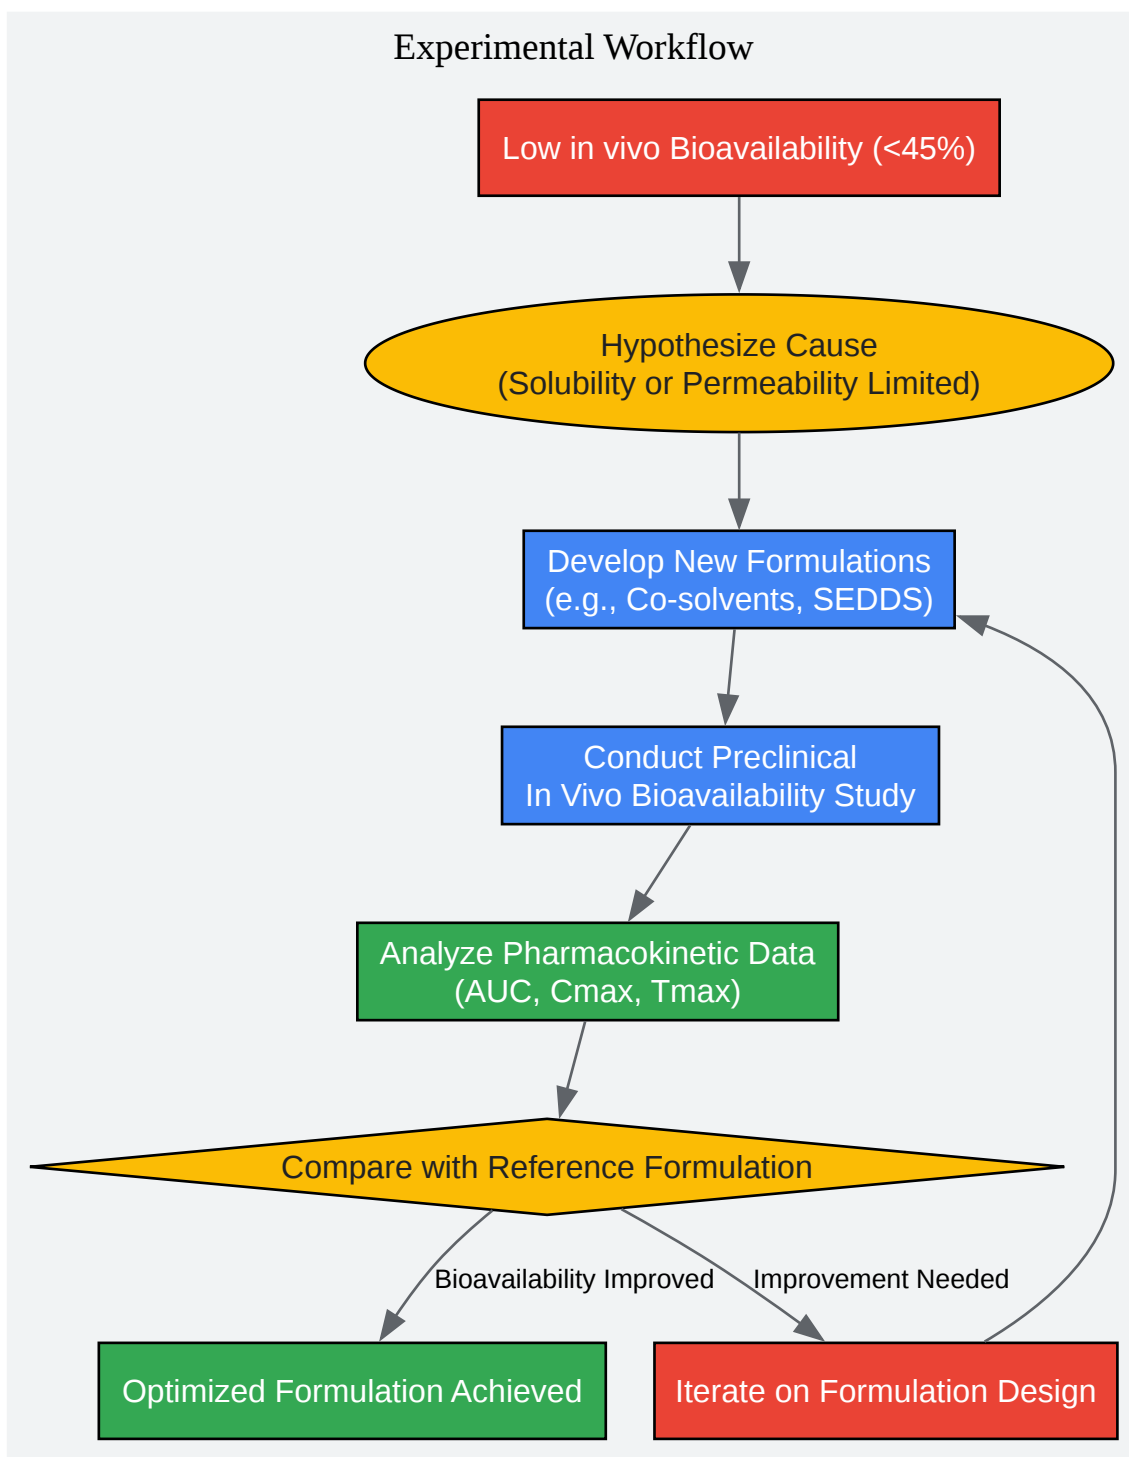 Experimental Workflow
Low in vivo Bioavailability (<45%)
Hypothesize Cause
(Solubility or Permeability Limited)
Develop New Formulations
(e.g., Co-solvents, SEDDS)
Conduct Preclinical
In Vivo Bioavailability Study
Analyze Pharmacokinetic Data
(AUC, Cmax, Tmax)
Compare with Reference Formulation
Bioavailability Improved
Improvement Needed
Optimized Formulation Achieved
Iterate on Formulation Design